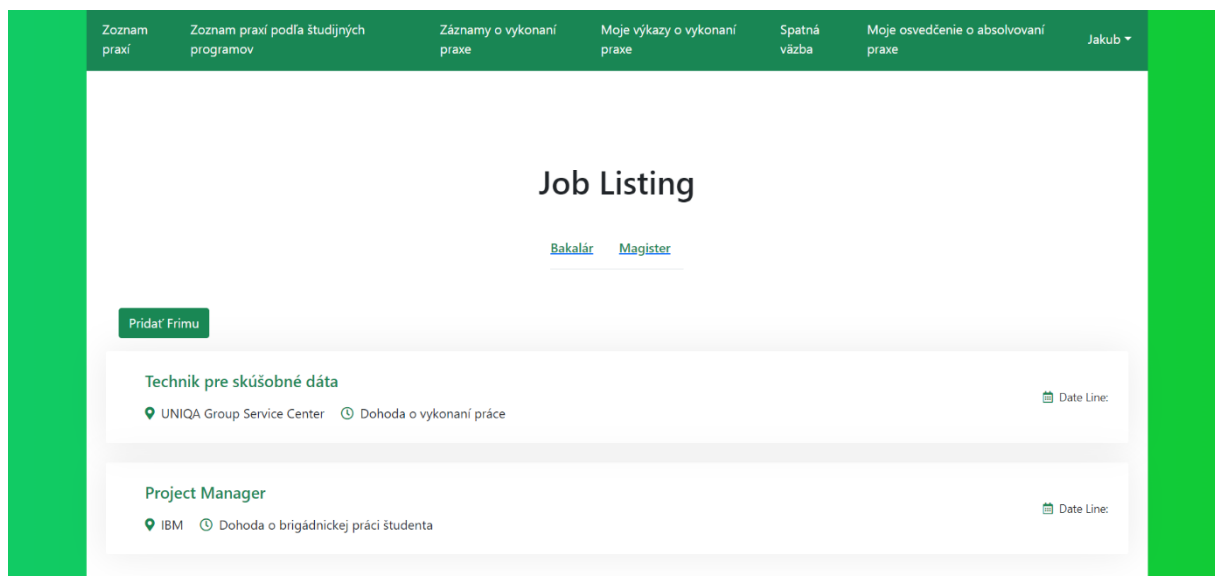 Zoznam praxí
Zoznam praxí podľa študijných programov
Záznamy o vykonaní praxe
Moje výkazy o vykonaní praxe
Spatná väzba
Moje osvedčenie o absolvovaní praxe
Jakub
Job Listing
Bakalár Magister
Pridať Frimu
Technik pre skúšobné dáta
UNIQA Group Service Center Dohoda o vykonaní práce
Date Line:
Project Manager
IBM Dohoda o brigádnickej práci študenta
Date Line: